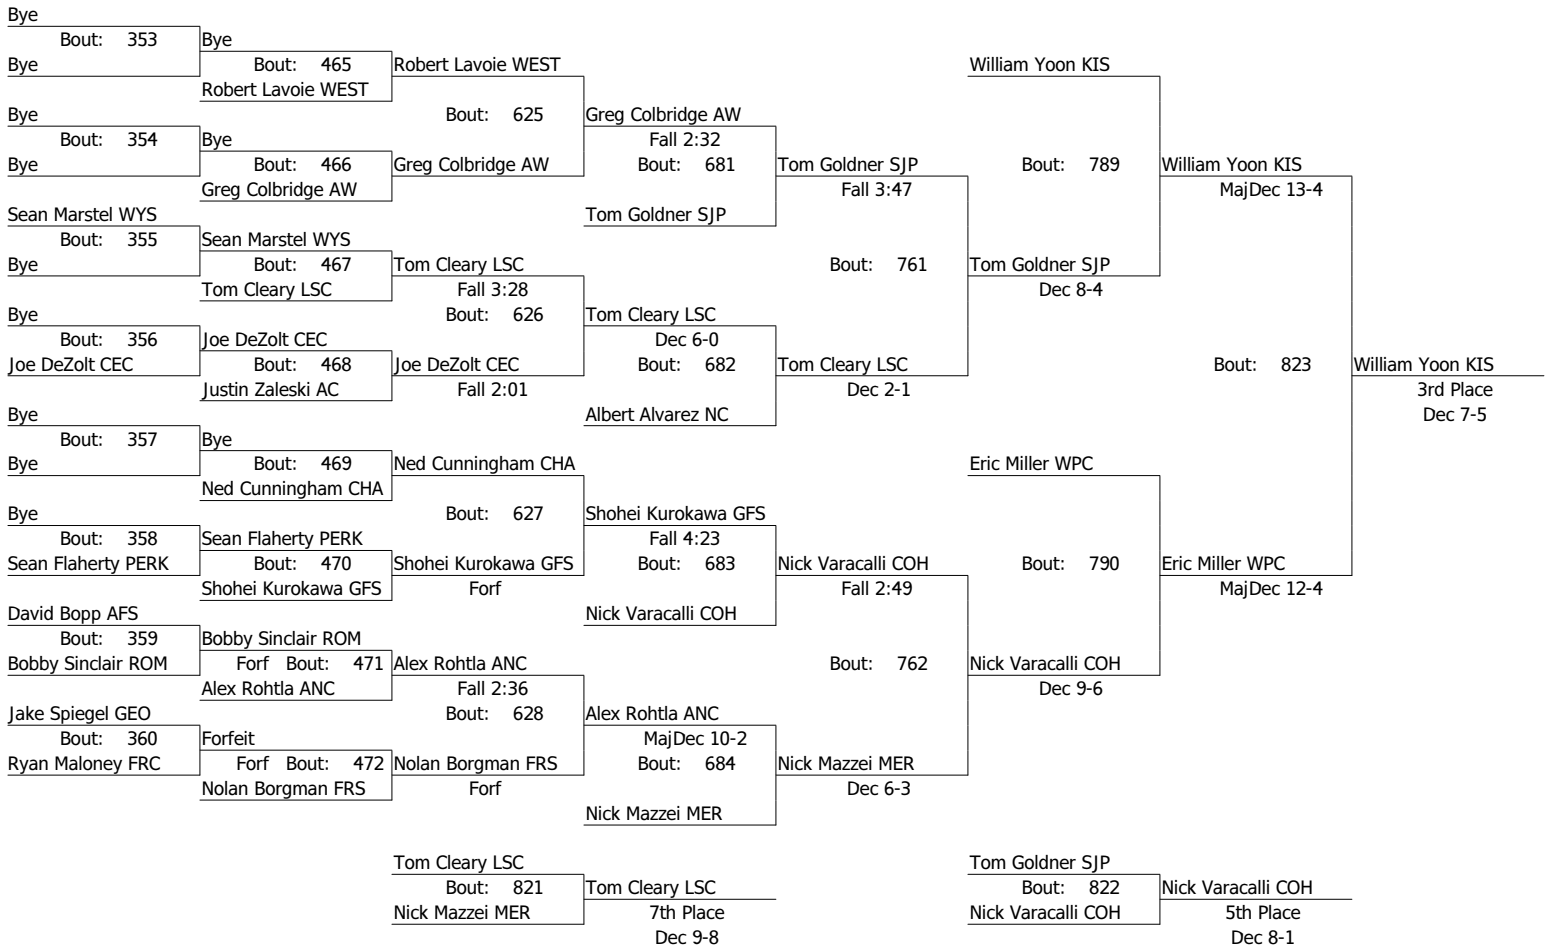 Bye
Bout: 353
Bye
Bye
Bout: 465
Robert Lavoie WEST
Robert Lavoie WEST
William Yoon KIS
Bye
Bout: 354
Bye
Bye
Bout: 466
Greg Colbridge AW
Bout: 625
Greg Colbridge AW
Greg Colbridge AW
Fall 2:32
Bout: 681
Tom Goldner SJP
Tom Goldner SJP
Fall 3:47
Bout: 789
William Yoon KIS
MajDec 13-4
Sean Marstel WYS
Bout: 355
Bye
Sean Marstel WYS
Bout: 467
Tom Cleary LSC
Tom Cleary LSC
Fall 3:28
Bout: 626
Bout: 761
Tom Goldner SJP
Dec 8-4
Bye
Bout: 356
Joe DeZolt CEC
Joe DeZolt CEC
Bout: 468
Justin Zaleski AC
Joe DeZolt CEC
Fall 2:01
Tom Cleary LSC
Dec 6-0
Bout: 682
Albert Alvarez NC
Tom Cleary LSC
Dec 2-1
Bout: 823
William Yoon KIS
3rd Place
Dec 7-5
Bye
Bout: 357
Bye
Bye
Bout: 469
Ned Cunningham CHA
Ned Cunningham CHA
Eric Miller WPC
Bye
Bout: 358
Sean Flaherty PERK
Sean Flaherty PERK
Bout: 470
Shohei Kurokawa GFS
Bout: 627
Shohei Kurokawa GFS
Forf
Shohei Kurokawa GFS
Fall 4:23
Bout: 683
Nick Varacalli COH
Nick Varacalli COH
Fall 2:49
Bout: 790
Eric Miller WPC
MajDec 12-4
David Bopp AFS
Bout: 359
Bobby Sinclair ROM
Bobby Sinclair ROM
Forf Bout: 471
Alex Rohtla ANC
Alex Rohtla ANC
Fall 2:36
Bout: 628
Bout: 762
Nick Varacalli COH
Dec 9-6
Jake Spiegel GEO
Bout: 360
Ryan Maloney FRC
Forfeit
Forf Bout: 472
Nolan Borgman FRS
Nolan Borgman FRS
Forf
Alex Rohtla ANC
MajDec 10-2
Bout: 684
Nick Mazzei MER
Nick Mazzei MER
Dec 6-3
Tom Cleary LSC
Bout: 821
Nick Mazzei MER
Tom Cleary LSC
7th Place
Dec 9-8
Tom Goldner SJP
Bout: 822
Nick Varacalli COH
Nick Varacalli COH
5th Place
Dec 8-1